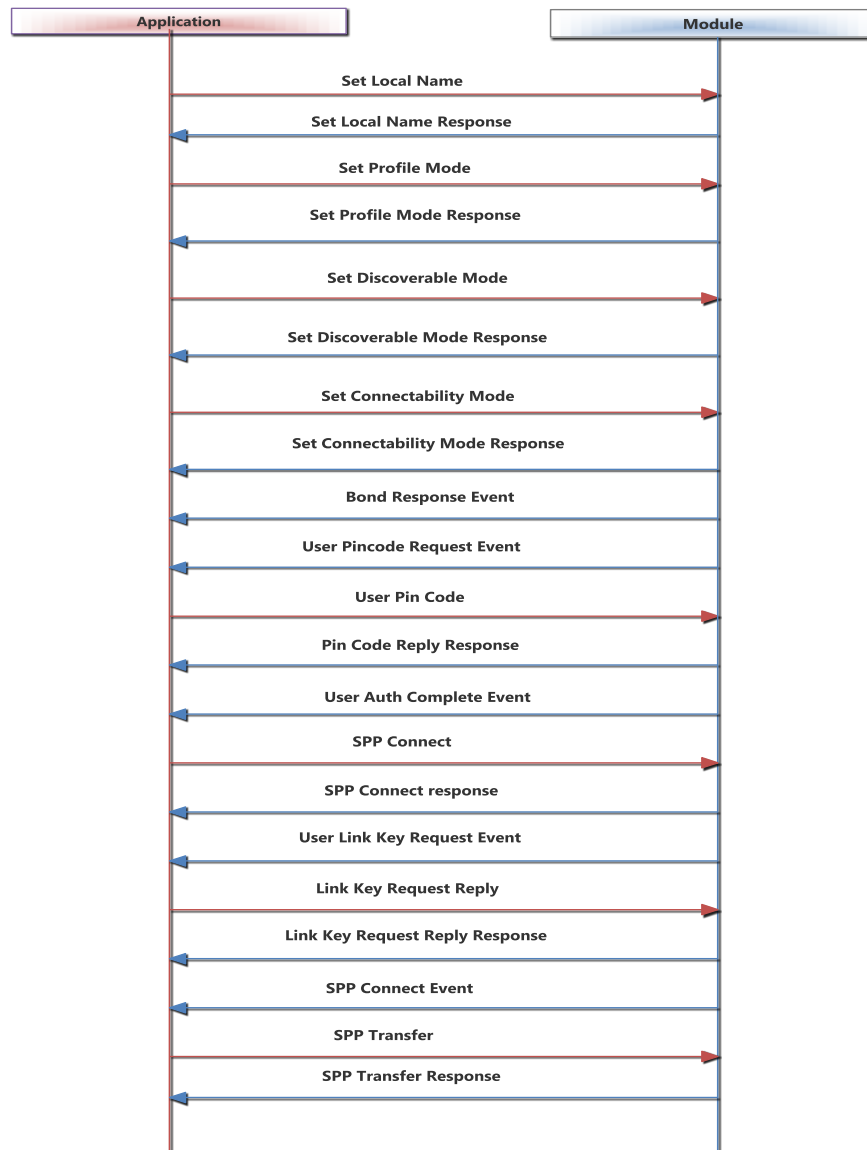 Application
Module
Set Local Name
Set Local Name Response
Set Profile Mode
Set Profile Mode Response
Set Discoverable Mode
Set Discoverable Mode Response
Set Connectability Mode
Set Connectability Mode Response
Bond Response Event
User Pincode Request Event
User Pin Code
Pin Code Reply Response
User Auth Complete Event
SPP Connect
SPP Connect response
User Link Key Request Event
Link Key Request Reply
Link Key Request Reply Response
SPP Connect Event
SPP Transfer
SPP Transfer Response